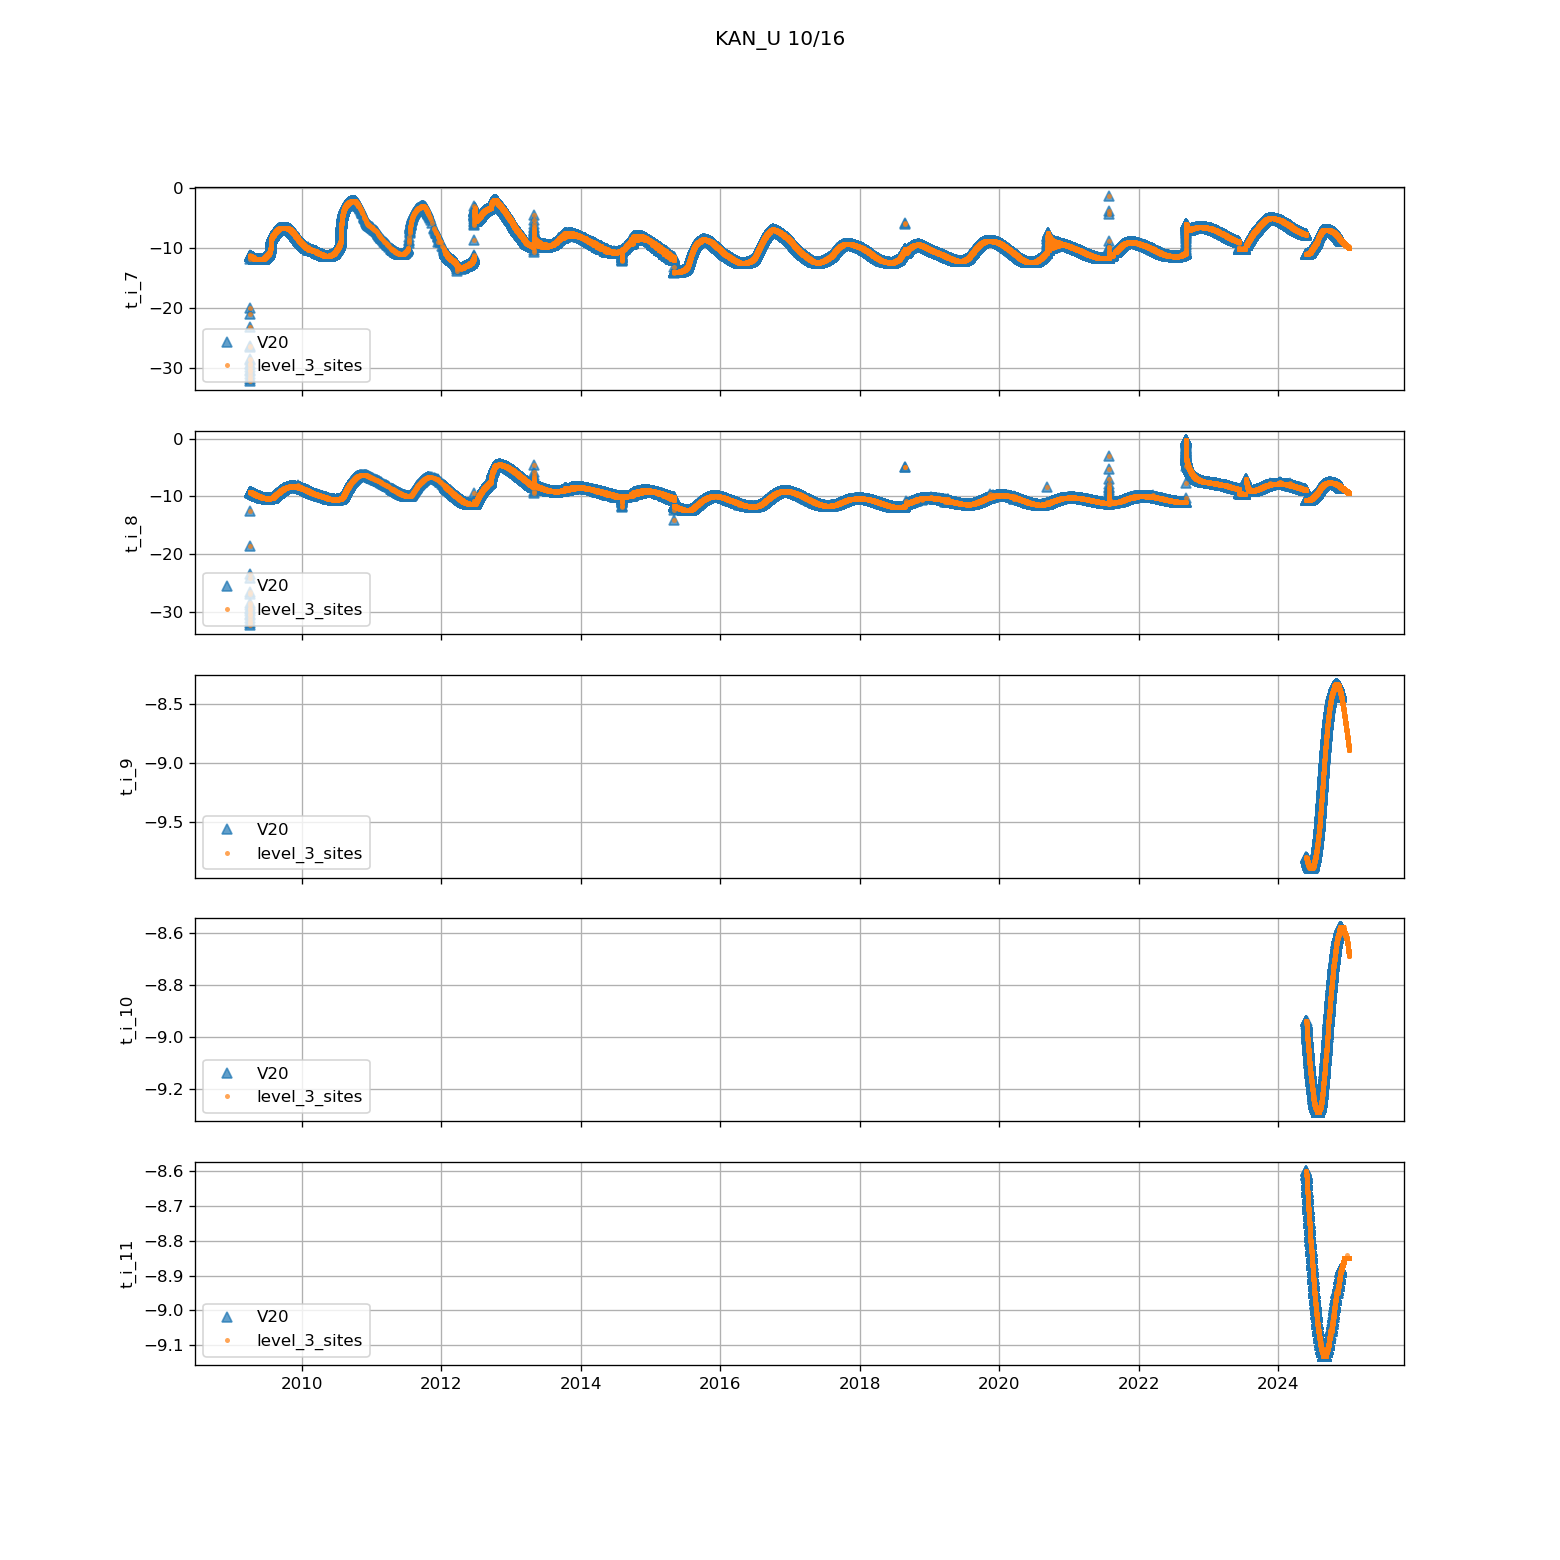 KAN_U 10/16
0
−10
−20
−30
t_i_7
V20
level_3_sites
0
−10
−20
−30
t_i_8
V20
level_3_sites
−8.5
−9.0
−9.5
t_i_9
V20
level_3_sites
−8.6
−8.8
−9.0
−9.2
t_i_10
V20
level_3_sites
−8.6
−8.7
−8.8
−8.9
−9.0
−9.1
t_i_11
V20
level_3_sites
2010 2012 2014 2016 2018 2020 2022 2024